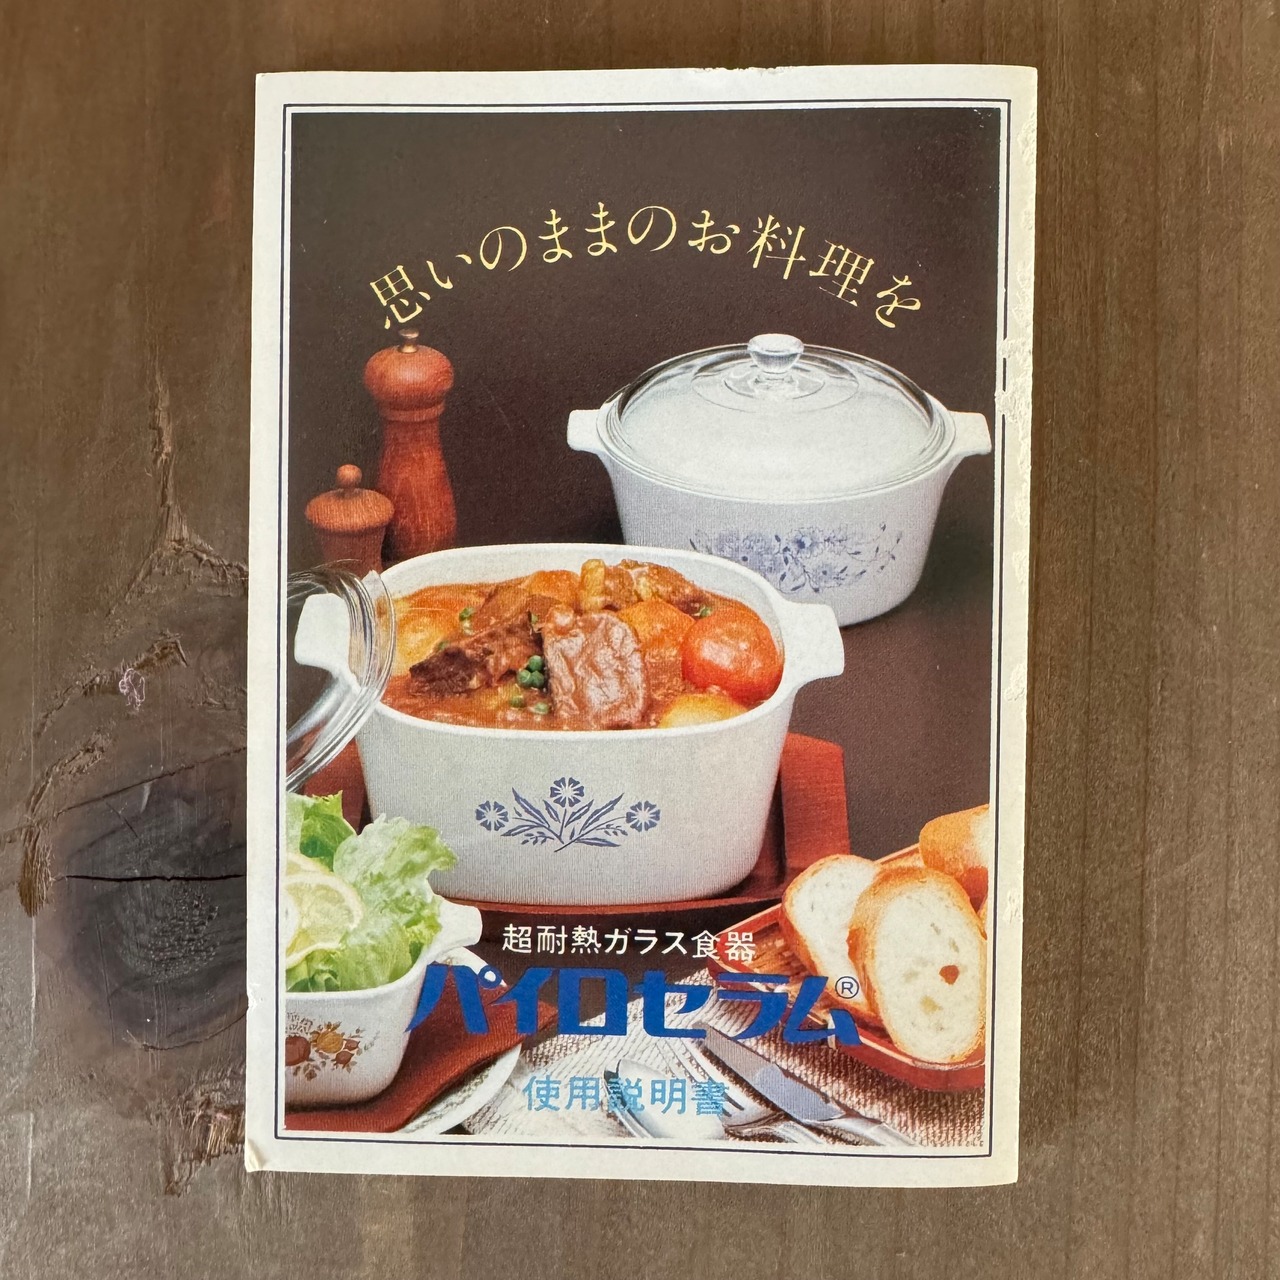 思いのままのお料理を
超耐熱ガラス食器
パイロセラム®
使用説明書